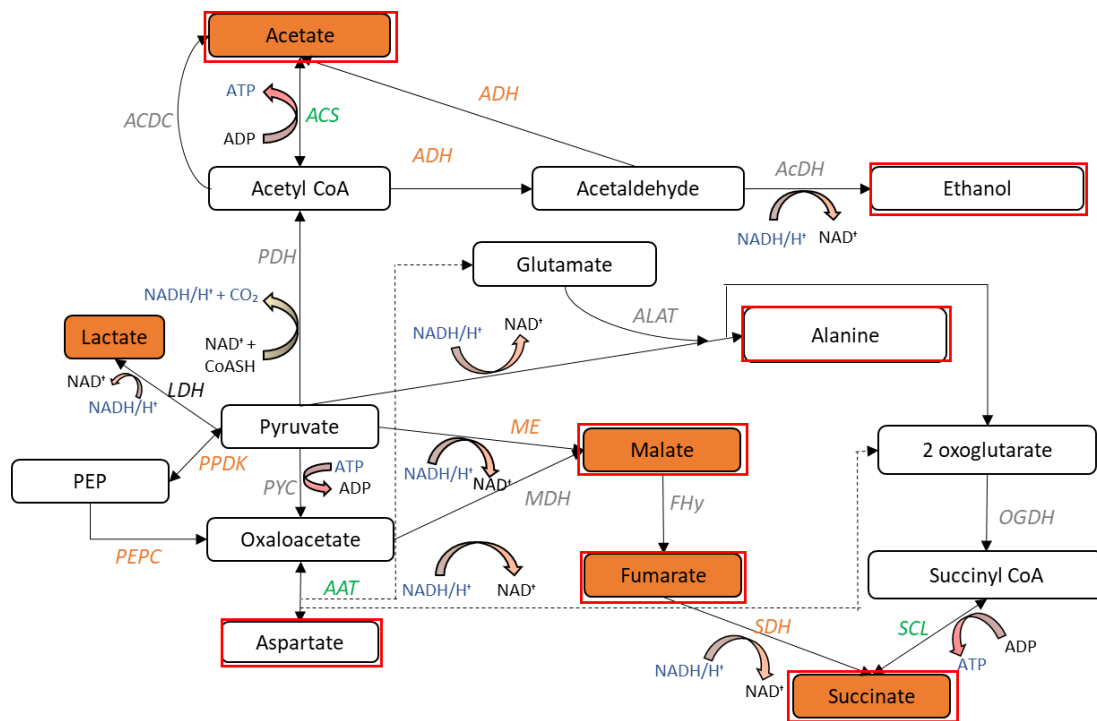 Acetate
ATP
ADP
ACS
ADH
ACDC
ADH
AcDH
Acetyl CoA
Acetaldehyde
Ethanol
NADH/H⁺
NAD⁺
PDH
Glutamate
NADH/H⁺ + CO₂
NAD⁺ +
CoASH
Lactate
NADH/H⁺
NAD⁺
ALAT
Alanine
NAD⁺
NADH/H⁺
LDH
Pyruvate
ME
Malate
2 oxoglutarate
PPDK
PEP
PYC
ATP
ADP
NADH/H⁺
NAD⁺
MDH
FHy
OGDH
PEPC
Oxaloacetate
NADH/H⁺
NAD⁺
Fumarate
Succinyl CoA
AAT
Aspartate
SDH
SCL
ADP
ATP
NADH/H⁺
NAD⁺
Succinate